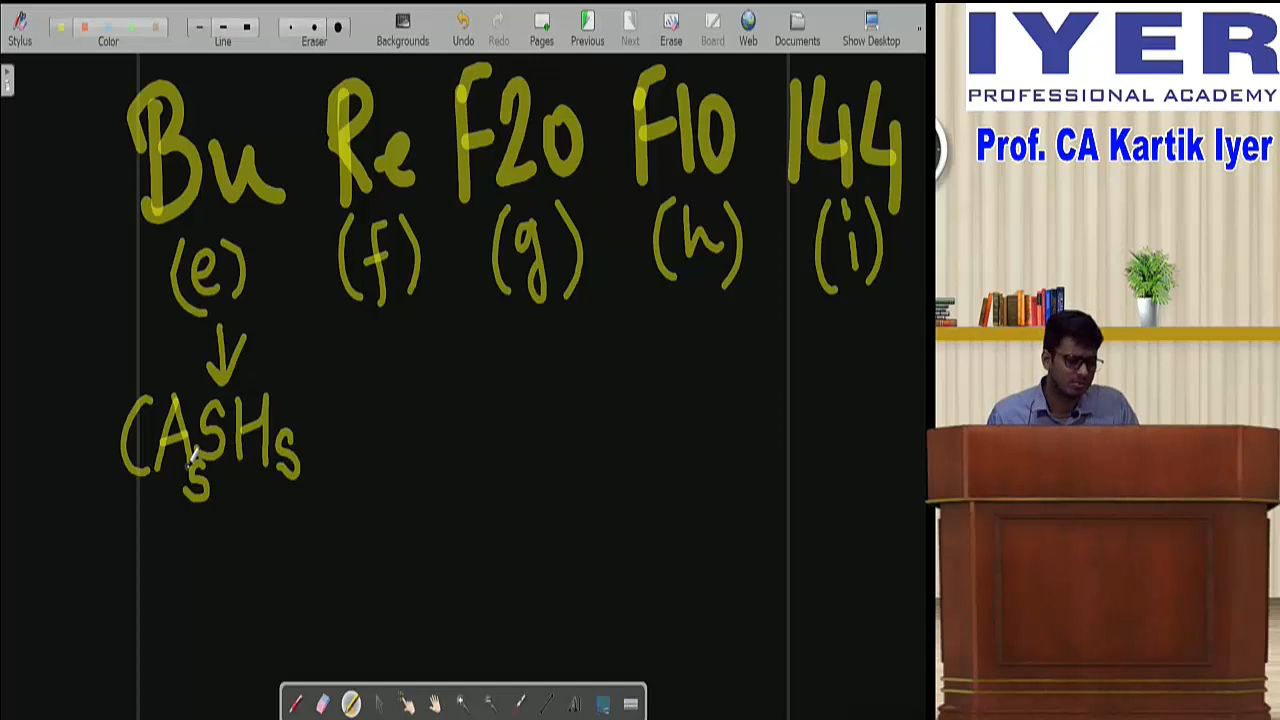 Stylus
Color
Line
Eraser
Backgrounds
Undo
Redo
Pages
Previous
Next
Erase
Board
Web
Documents
Show Desktop
IYER
PROFESSIONAL ACADEMY
Prof. CA Kartik Iyer
Bu Re F20 F10 144
(e) (f) (g) (h) (i)
CASHS
S